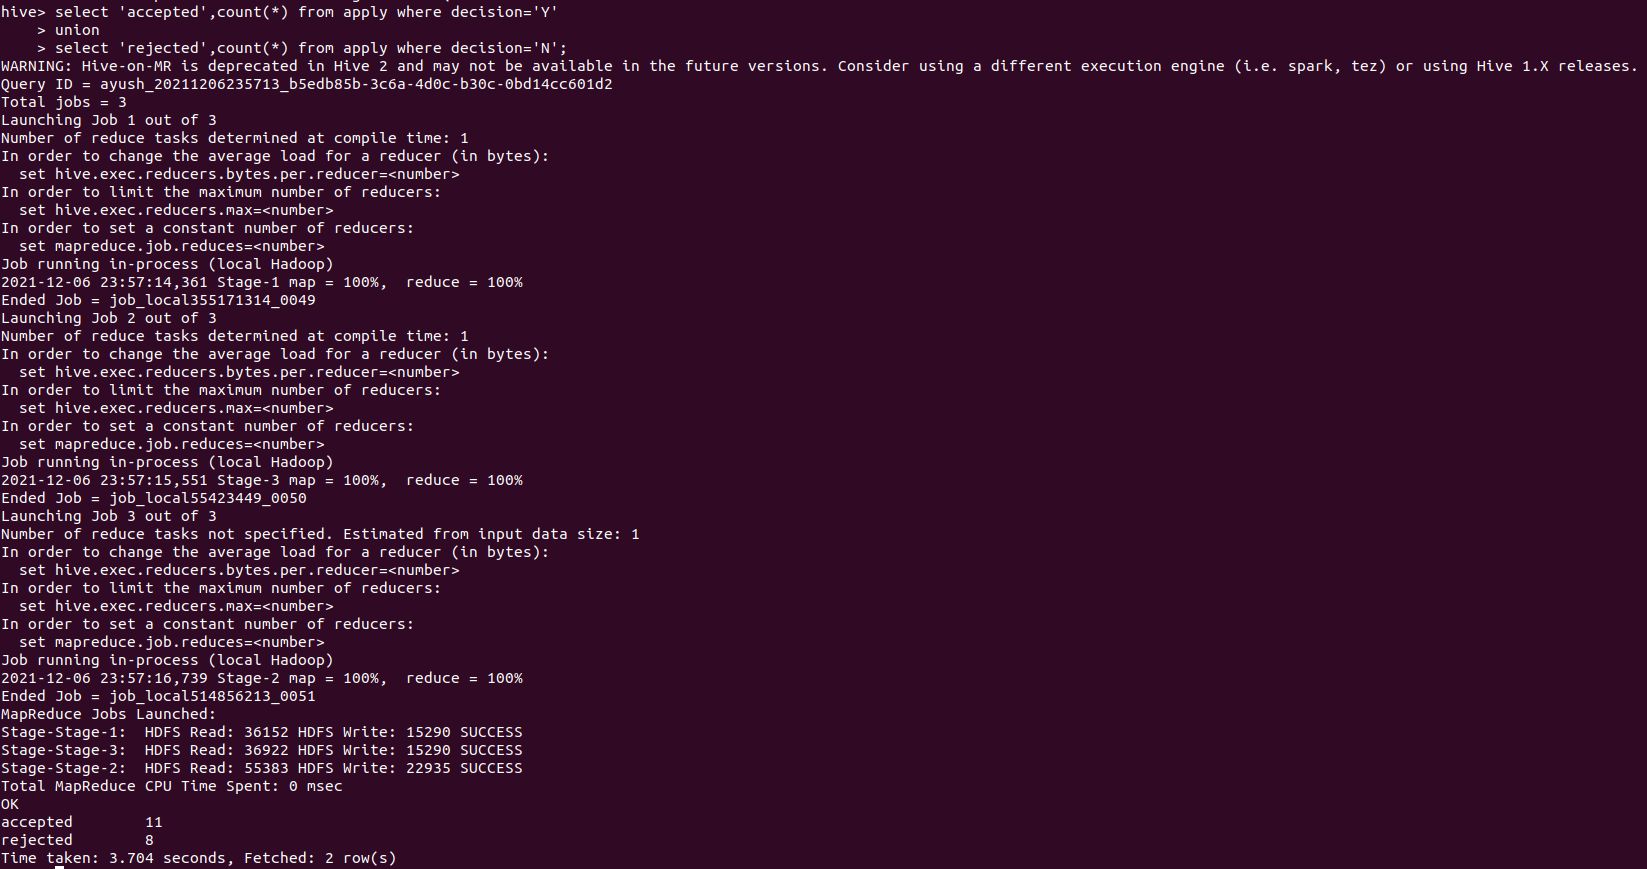 hive> select 'accepted',count(*) from apply where decision='Y'
    > union
    > select 'rejected',count(*) from apply where decision='N';
WARNING: Hive-on-MR is deprecated in Hive 2 and may not be available in the future versions. Consider using a different execution engine (i.e. spark, tez) or using Hive 1.X releases.
Query ID = ayush_20211206235713_b5edb85b-3c6a-4d0c-b30c-0bd14cc601d2
Total jobs = 3
Launching Job 1 out of 3
Number of reduce tasks determined at compile time: 1
In order to change the average load for a reducer (in bytes):
  set hive.exec.reducers.bytes.per.reducer=<number>
In order to limit the maximum number of reducers:
  set hive.exec.reducers.max=<number>
In order to set a constant number of reducers:
  set mapreduce.job.reduces=<number>
Job running in-process (local Hadoop)
2021-12-06 23:57:14,361 Stage-1 map = 100%,  reduce = 100%
Ended Job = job_local355171314_0049
Launching Job 2 out of 3
Number of reduce tasks determined at compile time: 1
In order to change the average load for a reducer (in bytes):
  set hive.exec.reducers.bytes.per.reducer=<number>
In order to limit the maximum number of reducers:
  set hive.exec.reducers.max=<number>
In order to set a constant number of reducers:
  set mapreduce.job.reduces=<number>
Job running in-process (local Hadoop)
2021-12-06 23:57:15,551 Stage-3 map = 100%,  reduce = 100%
Ended Job = job_local55423449_0050
Launching Job 3 out of 3
Number of reduce tasks not specified. Estimated from input data size: 1
In order to change the average load for a reducer (in bytes):
  set hive.exec.reducers.bytes.per.reducer=<number>
In order to limit the maximum number of reducers:
  set hive.exec.reducers.max=<number>
In order to set a constant number of reducers:
  set mapreduce.job.reduces=<number>
Job running in-process (local Hadoop)
2021-12-06 23:57:16,739 Stage-2 map = 100%,  reduce = 100%
Ended Job = job_local514856213_0051
MapReduce Jobs Launched:
Stage-Stage-1:  HDFS Read: 36152 HDFS Write: 15290 SUCCESS
Stage-Stage-3:  HDFS Read: 36922 HDFS Write: 15290 SUCCESS
Stage-Stage-2:  HDFS Read: 55383 HDFS Write: 22935 SUCCESS
Total MapReduce CPU Time Spent: 0 msec
OK
accepted        11
rejected        8
Time taken: 3.704 seconds, Fetched: 2 row(s)